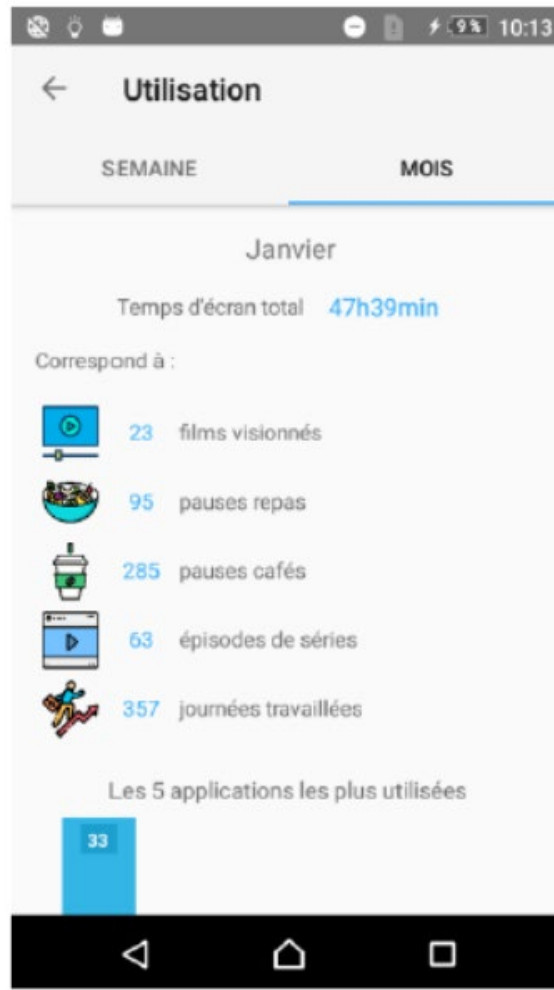 9% 10:13
Utilisation
SEMAINE MOIS
Janvier
Temps d'écran total 47h39min
Correspond à :
23 films visionnés
95 pauses repas
285 pauses cafés
63 épisodes de séries
357 journées travaillées
Les 5 applications les plus utilisées
33